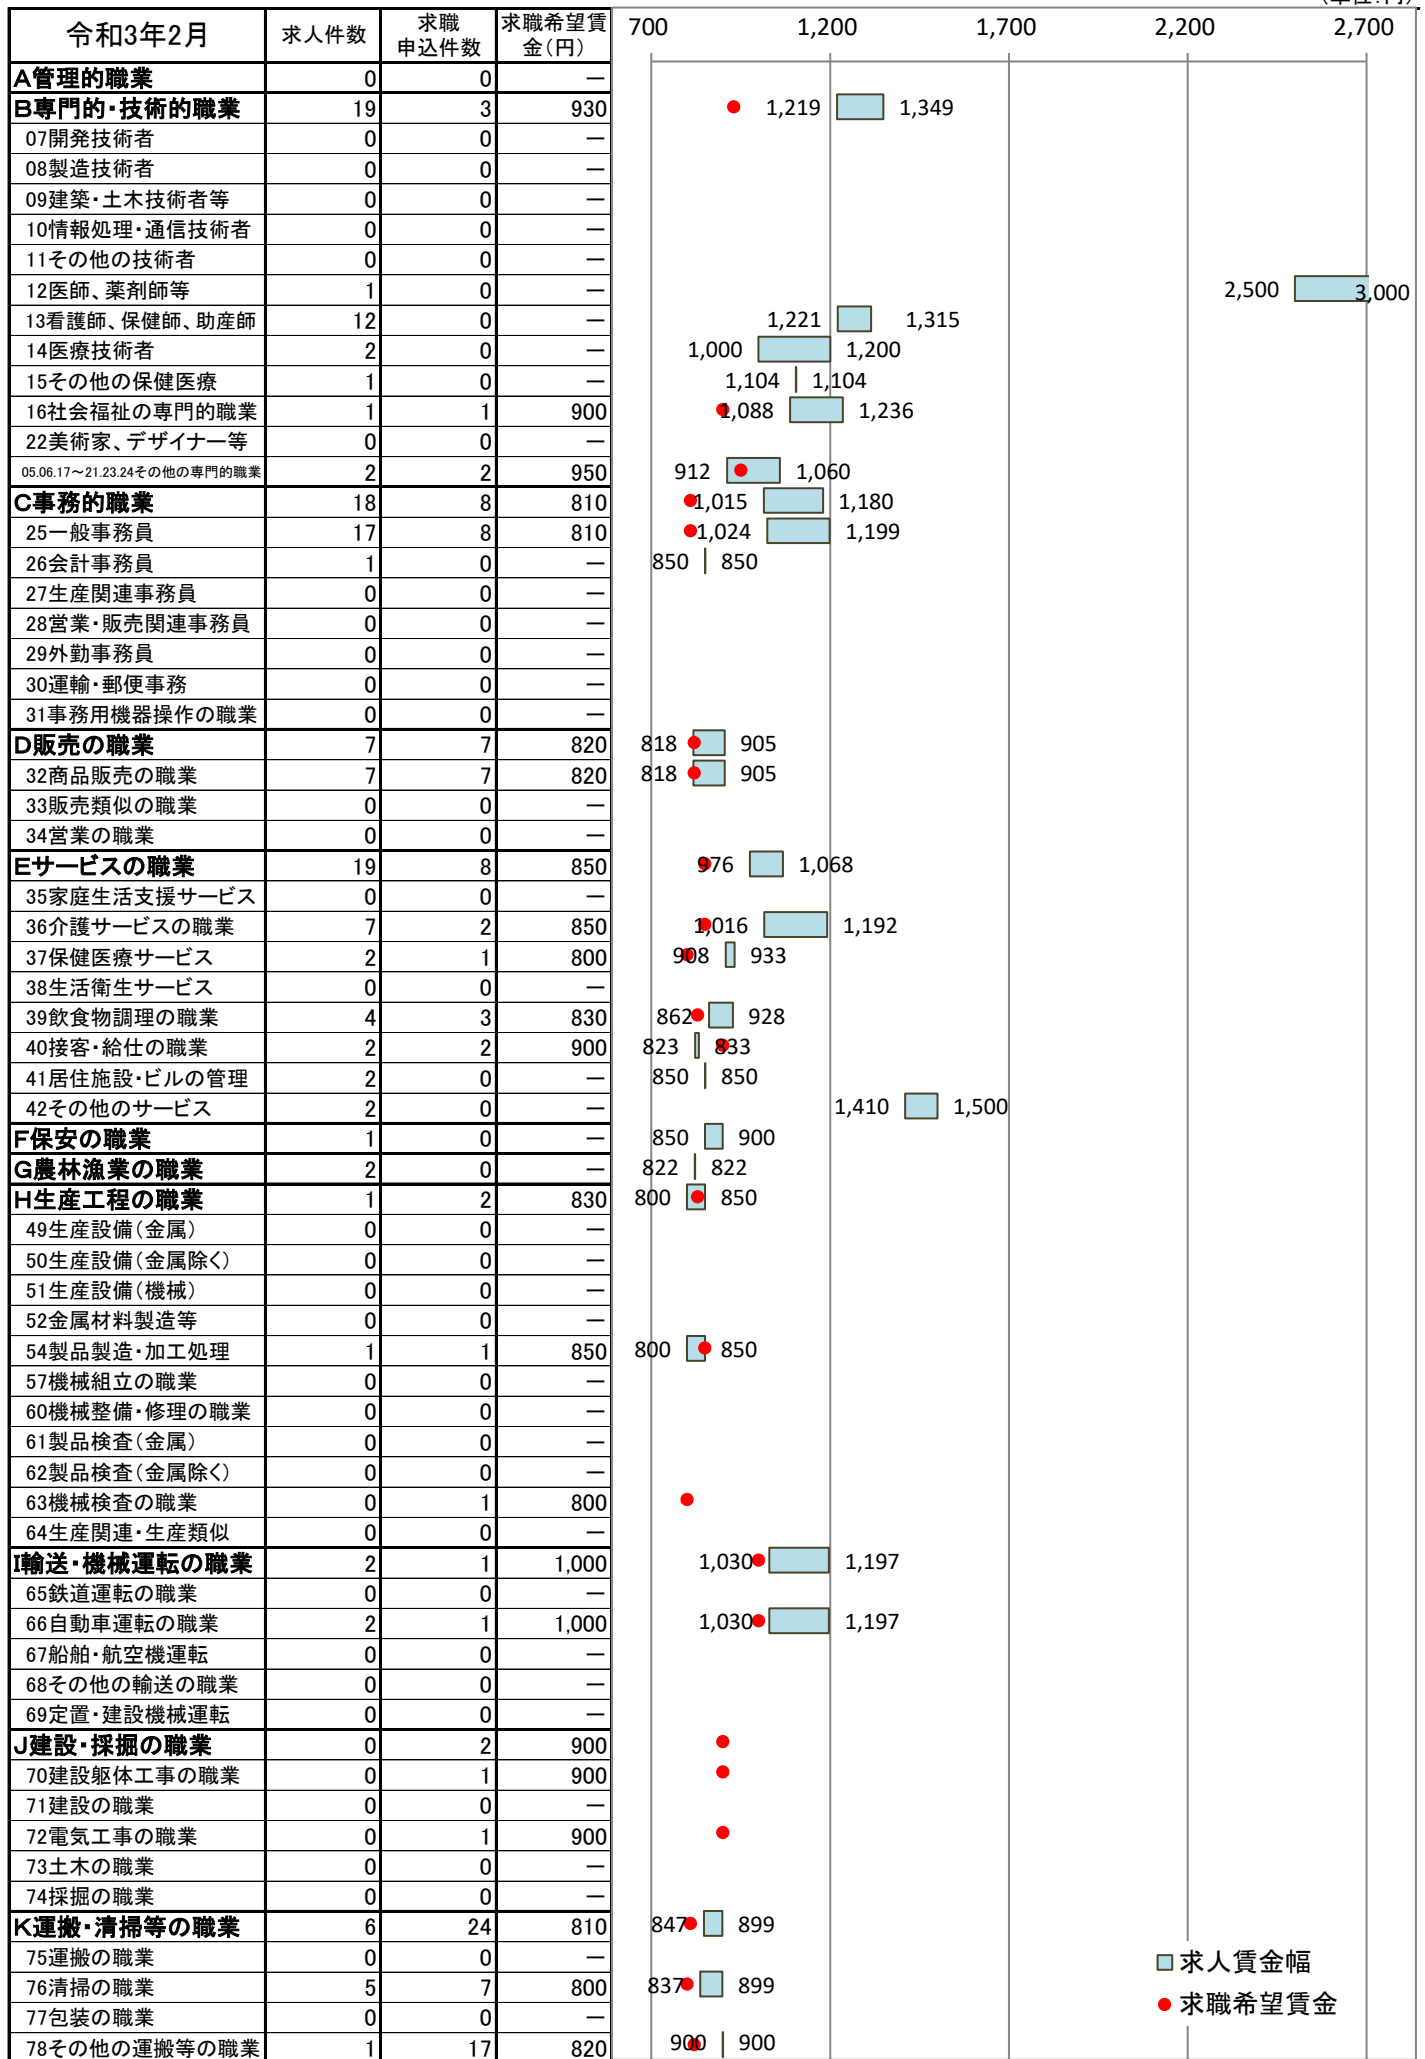 (単位:円)
令和3年2月 求人件数 求職申込件数 求職希望賃金(円) 700 1,200 1,700 2,200 2,700
A管理的職業 0 0 ―
B専門的・技術的職業 19 3 930 1,219 1,349
07開発技術者 0 0 ―
08製造技術者 0 0 ―
09建築・土木技術者等 0 0 ―
10情報処理・通信技術者 0 0 ―
11その他の技術者 0 0 ―
12医師、薬剤師等 1 0 ― 2,500 3,000
13看護師、保健師、助産師 12 0 ― 1,221 1,315
14医療技術者 2 0 ― 1,000 1,200
15その他の保健医療 1 0 ― 1,104 1,104
16社会福祉の専門的職業 1 1 900 1,088 1,236
22美術家、デザイナー等 0 0 ―
05.06.17～21.23.24その他の専門的職業 2 2 950 912 1,060
C事務的職業 18 8 810 1,015 1,180
25一般事務員 17 8 810 1,024 1,199
26会計事務員 1 0 ― 850 850
27生産関連事務員 0 0 ―
28営業・販売関連事務員 0 0 ―
29外勤事務員 0 0 ―
30運輸・郵便事務 0 0 ―
31事務用機器操作の職業 0 0 ―
D販売の職業 7 7 820 818 905
32商品販売の職業 7 7 820 818 905
33販売類似の職業 0 0 ―
34営業の職業 0 0 ―
Eサービスの職業 19 8 850 976 1,068
35家庭生活支援サービス 0 0 ―
36介護サービスの職業 7 2 850 1,016 1,192
37保健医療サービス 2 1 800 908 933
38生活衛生サービス 0 0 ―
39飲食物調理の職業 4 3 830 862 928
40接客・給仕の職業 2 2 900 823 833
41居住施設・ビルの管理 2 0 ― 850 850
42その他のサービス 2 0 ― 1,410 1,500
F保安の職業 1 0 ― 850 900
G農林漁業の職業 2 0 ― 822 822
H生産工程の職業 1 2 830 800 850
49生産設備(金属) 0 0 ―
50生産設備(金属除く) 0 0 ―
51生産設備(機械) 0 0 ―
52金属材料製造等 0 0 ―
54製品製造・加工処理 1 1 850 800 850
57機械組立の職業 0 0 ―
60機械整備・修理の職業 0 0 ―
61製品検査(金属) 0 0 ―
62製品検査(金属除く) 0 0 ―
63機械検査の職業 0 1 800
64生産関連・生産類似 0 0 ―
I輸送・機械運転の職業 2 1 1,000 1,030 1,197
65鉄道運転の職業 0 0 ―
66自動車運転の職業 2 1 1,000 1,030 1,197
67船舶・航空機運転 0 0 ―
68その他の輸送の職業 0 0 ―
69定置・建設機械運転 0 0 ―
J建設・採掘の職業 0 2 900
70建設躯体工事の職業 0 1 900
71建設の職業 0 0 ―
72電気工事の職業 0 1 900
73土木の職業 0 0 ―
74採掘の職業 0 0 ―
K運搬・清掃等の職業 6 24 810 847 899
75運搬の職業 0 0 ―
76清掃の職業 5 7 800 837 899
77包装の職業 0 0 ―
78その他の運搬等の職業 1 17 820 900 900
求人賃金幅
求職希望賃金